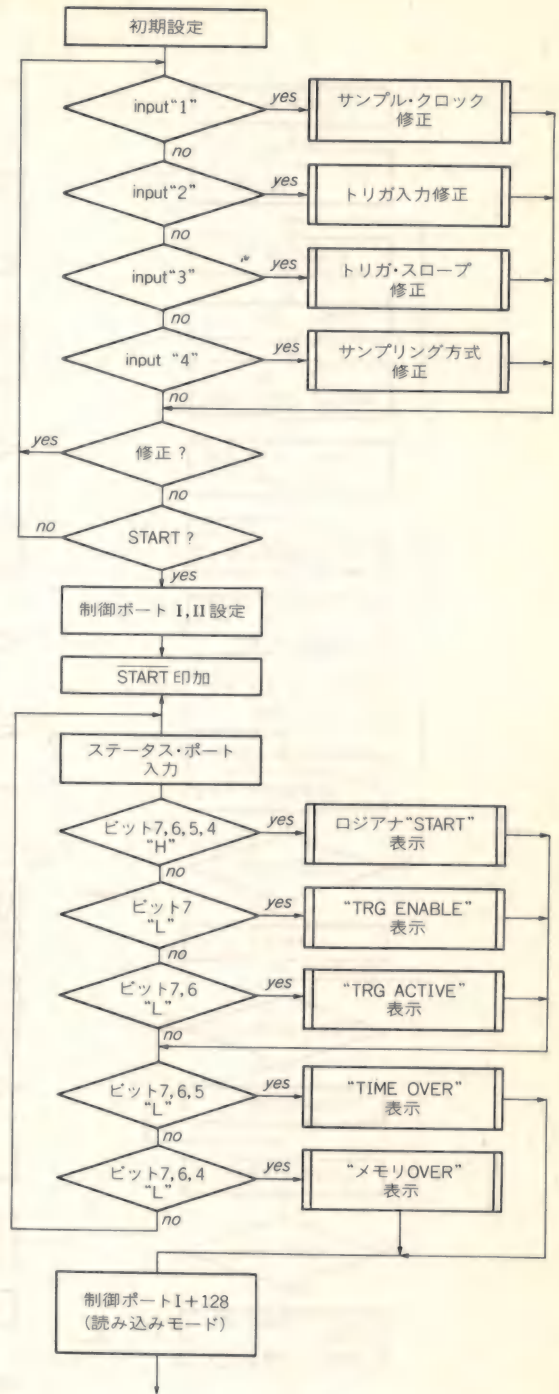 初期設定
input“1”
yes
サンプル・クロック
修正
no
input“2”
yes
トリガ入力修正
no
input“3”
yes
トリガ・スロープ
修正
no
input “4”
yes
サンプリング方式
修正
no
yes
修正?
no
no
START?
yes
制御ポート I,II 設定
START 印加
ステータス・ポート
入力
ビット7,6,5,4
“H”
yes
ロジアナ“START”
表示
no
ビット7
“L”
yes
“TRG ENABLE”
表示
no
ビット7,6
“L”
yes
“TRG ACTIVE”
表示
no
ビット7,6,5
“L”
yes
“TIME OVER”
表示
no
ビット7,6,4
“L”
yes
“メモリOVER”
表示
no
制御ポートI+128
(読み込みモード)